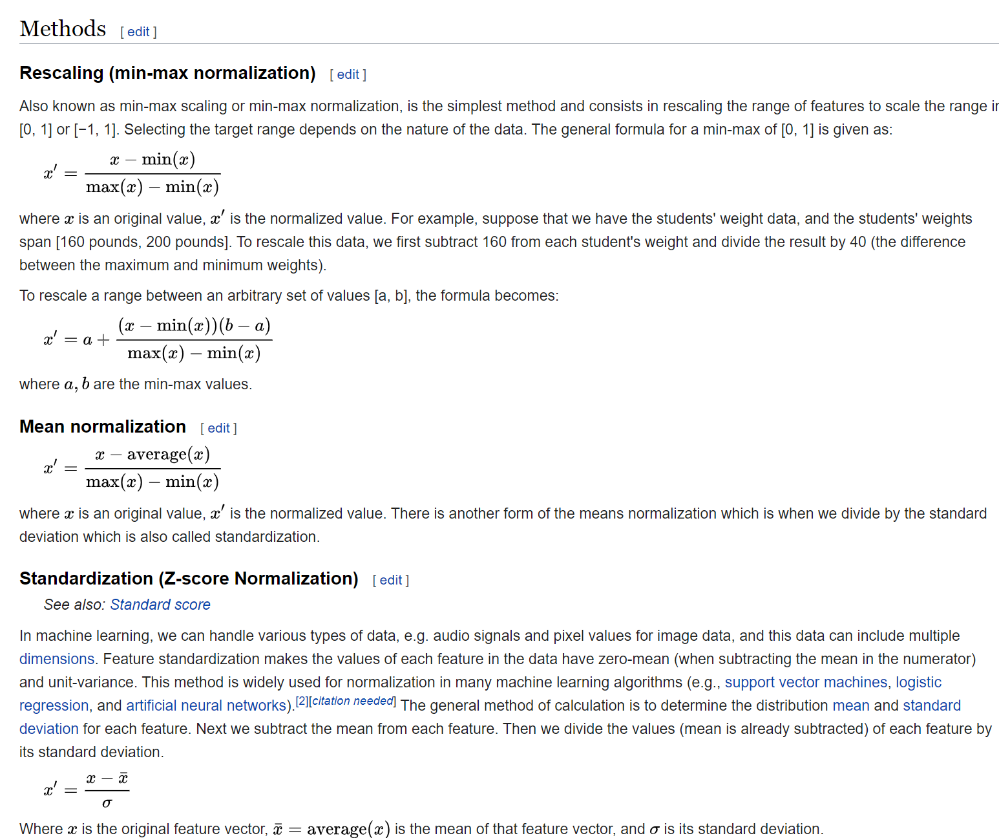 Methods [ edit ]
Rescaling (min-max normalization) [ edit ]
Also known as min-max scaling or min-max normalization, is the simplest method and consists in rescaling the range of features to scale the range in
[0, 1] or [−1, 1]. Selecting the target range depends on the nature of the data. The general formula for a min-max of [0, 1] is given as:
x′ = (x − min(x)) / (max(x) − min(x))
where x is an original value, x′ is the normalized value. For example, suppose that we have the students' weight data, and the students' weights
span [160 pounds, 200 pounds]. To rescale this data, we first subtract 160 from each student's weight and divide the result by 40 (the difference
between the maximum and minimum weights).
To rescale a range between an arbitrary set of values [a, b], the formula becomes:
x′ = a + ((x − min(x))(b − a)) / (max(x) − min(x))
where a, b are the min-max values.
Mean normalization [ edit ]
x′ = (x − average(x)) / (max(x) − min(x))
where x is an original value, x′ is the normalized value. There is another form of the means normalization which is when we divide by the standard
deviation which is also called standardization.
Standardization (Z-score Normalization) [ edit ]
See also: Standard score
In machine learning, we can handle various types of data, e.g. audio signals and pixel values for image data, and this data can include multiple
dimensions. Feature standardization makes the values of each feature in the data have zero-mean (when subtracting the mean in the numerator)
and unit-variance. This method is widely used for normalization in many machine learning algorithms (e.g., support vector machines, logistic
regression, and artificial neural networks).[2][citation needed] The general method of calculation is to determine the distribution mean and standard
deviation for each feature. Next we subtract the mean from each feature. Then we divide the values (mean is already subtracted) of each feature by
its standard deviation.
x′ = (x − x̄) / σ
Where x is the original feature vector, x̄ = average(x) is the mean of that feature vector, and σ is its standard deviation.